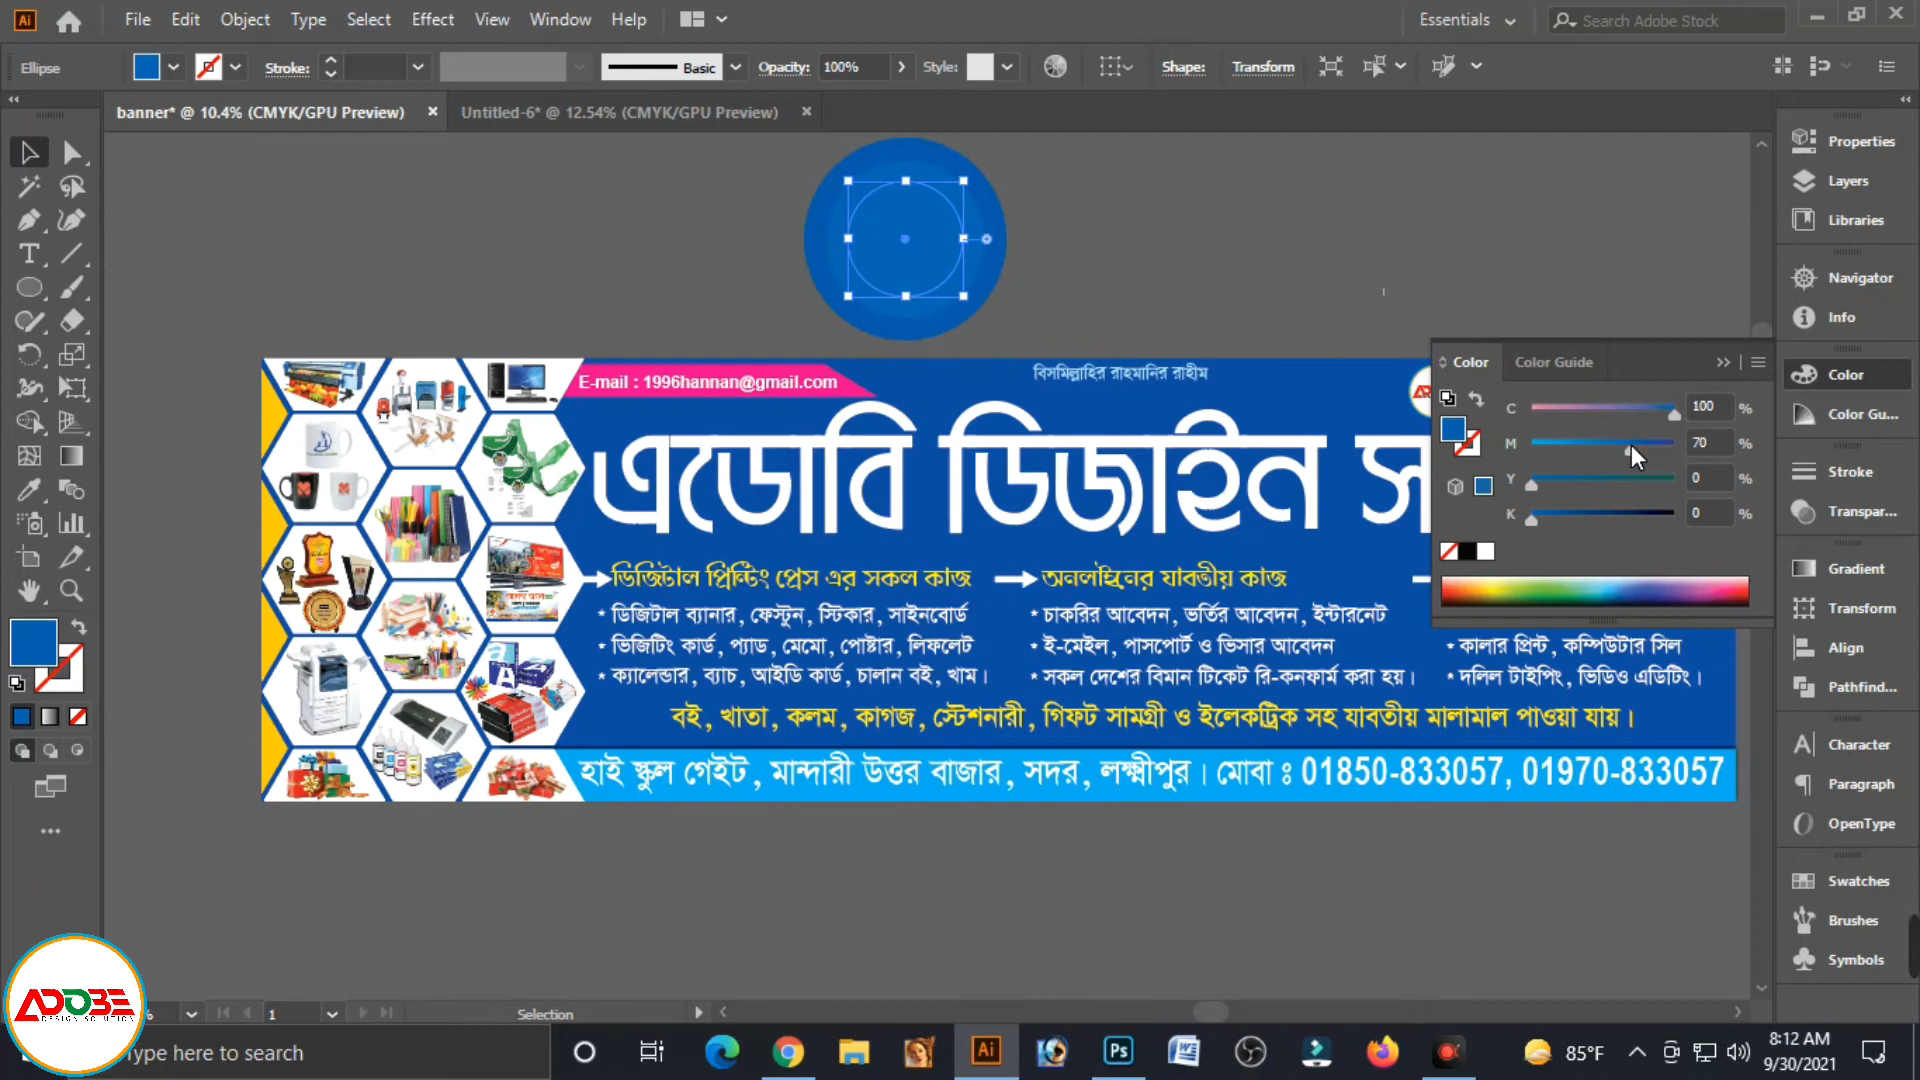 File Edit Object Type Select Effect View Window Help
Essentials
Search Adobe Stock
Ellipse
Stroke:
Basic
Opacity: 100%
Style:
Shape:
Transform
banner* @ 10.4% (CMYK/GPU Preview)
Untitled-6* @ 12.54% (CMYK/GPU Preview)
Properties
Layers
Libraries
Navigator
Info
Color
Color Gu...
Stroke
Transpar...
Gradient
Transform
Align
Pathfind...
Character
Paragraph
OpenType
Swatches
Brushes
Symbols
Color
Color Guide
C 100 %
M 70 %
Y 0 %
K 0 %
E-mail : 1996hannan@gmail.com
বিসমিল্লাহির রাহমানির রাহীম
এডোবি ডিজাইন স
ডিজিটাল প্রিন্টিং প্রেস এর সকল কাজ
অনলাইনের যাবতীয় কাজ
* ডিজিটাল ব্যানার, ফেস্টুন, স্টিকার, সাইনবোর্ড
* চাকরির আবেদন, ভর্তির আবেদন, ইন্টারনেট
* ভিজিটিং কার্ড, প্যাড, মেমো, পোষ্টার, লিফলেট
* ই-মেইল, পাসপোর্ট ও ভিসার আবেদন
* কালার প্রিন্ট, কম্পিউটার সিল
* ক্যালেন্ডার, ব্যাচ, আইডি কার্ড, চালান বই, খাম।
* সকল দেশের বিমান টিকেট রি-কনফার্ম করা হয়।
* দলিল টাইপিং, ভিডিও এডিটিং।
বই, খাতা, কলম, কাগজ, স্টেশনারী, গিফট সামগ্রী ও ইলেকট্রিক সহ যাবতীয় মালামাল পাওয়া যায়।
হাই স্কুল গেইট, মান্দারী উত্তর বাজার, সদর, লক্ষ্মীপুর। মোবা ঃ 01850-833057, 01970-833057
ADOBE
DESIGN SOLUTION
%
1
Selection
Type here to search
85°F
8:12 AM
9/30/2021